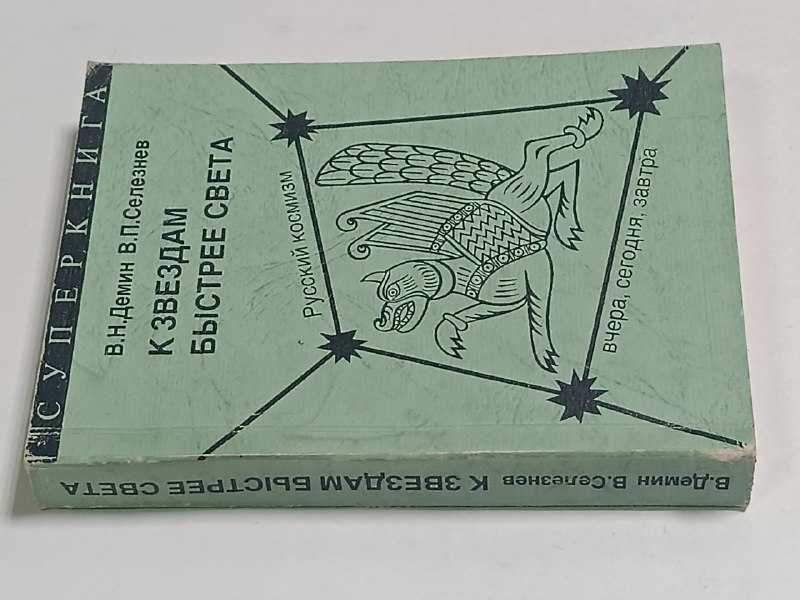 СУПЕРКНИГА
В.Н.Демин В.П.Селезнев
К ЗВЕЗДАМ
БЫСТРЕЕ СВЕТА
Русский космизм
вчера, сегодня, завтра
В.Демин В.Селезнев К ЗВЕЗДАМ БЫСТРЕЕ СВЕТА